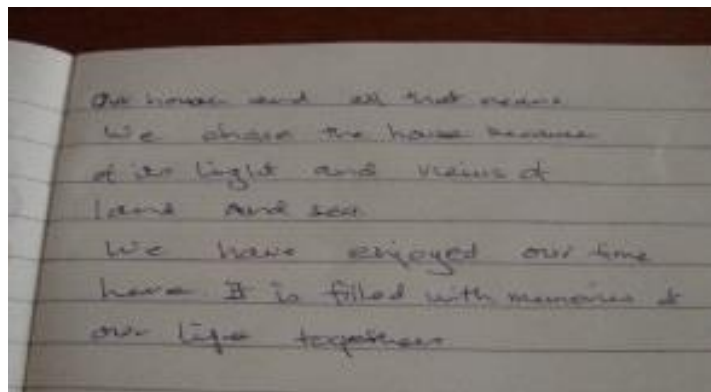 Our house and all that means
We chose the house because
of its light and views of
land and sea
We have enjoyed our time
here It is filled with memories of
our life together